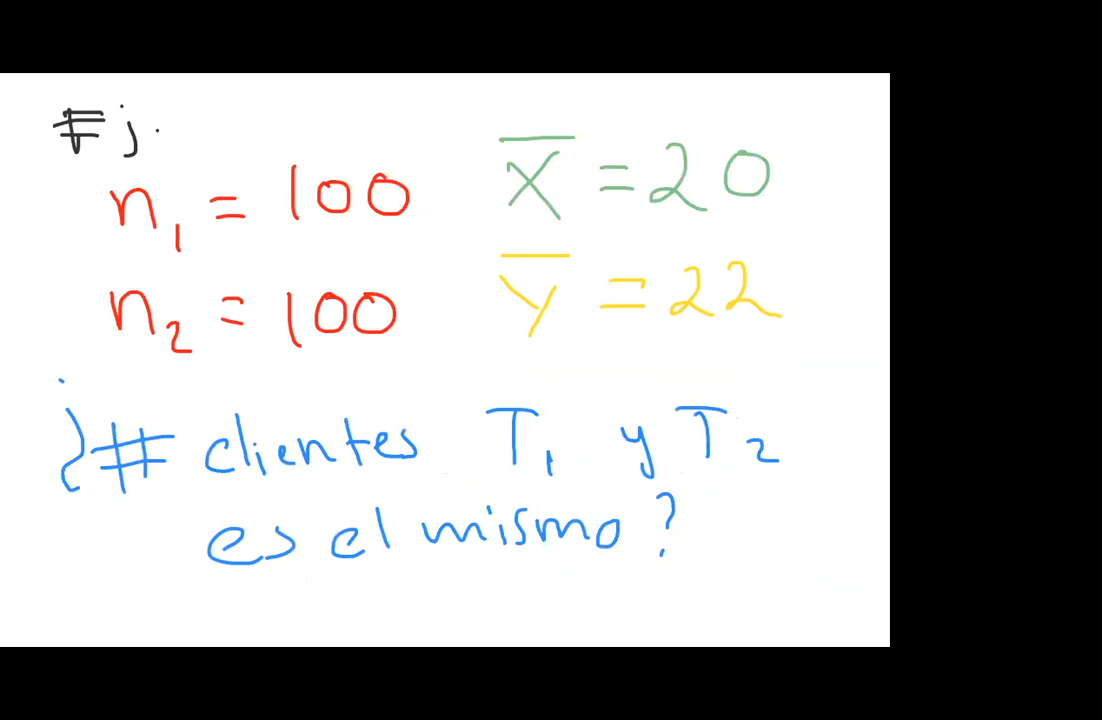 Ej.
n₁ = 100 X̅ = 20
n₂ = 100 Y̅ = 22
¿# clientes T₁ y T₂
es el mismo?